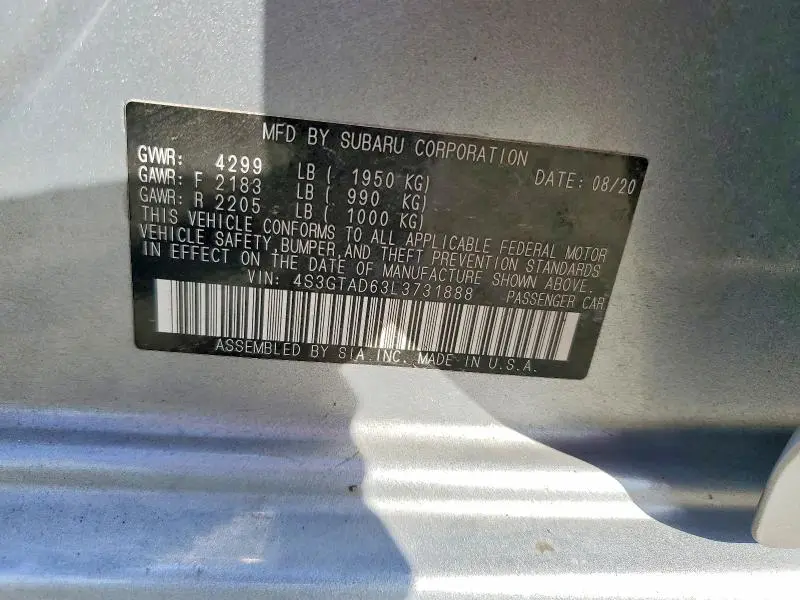 MFD BY SUBARU CORPORATION
GVWR: 4299 LB ( 1950 KG) DATE: 08/20
GAWR: F 2183 LB ( 990 KG)
GAWR: R 2205 LB ( 1000 KG)
THIS VEHICLE CONFORMS TO ALL APPLICABLE FEDERAL MOTOR
VEHICLE SAFETY,BUMPER,AND THEFT PREVENTION STANDARDS
IN EFFECT ON THE DATE OF MANUFACTURE SHOWN ABOVE.
VIN: 4S3GTAD63L3731888 PASSENGER CAR
ASSEMBLED BY SIA.INC. MADE IN U.S.A.